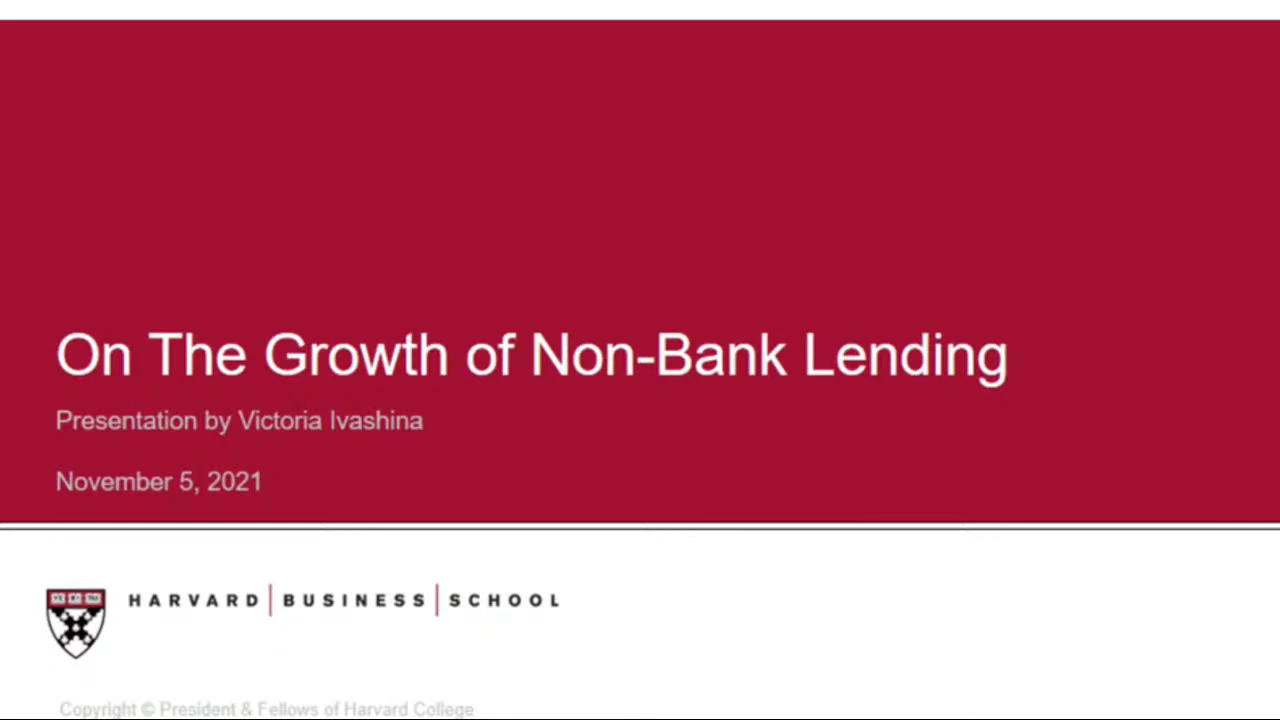 On The Growth of Non-Bank Lending
Presentation by Victoria Ivashina
November 5, 2021
HARVARD | BUSINESS | SCHOOL
Copyright © President & Fellows of Harvard College